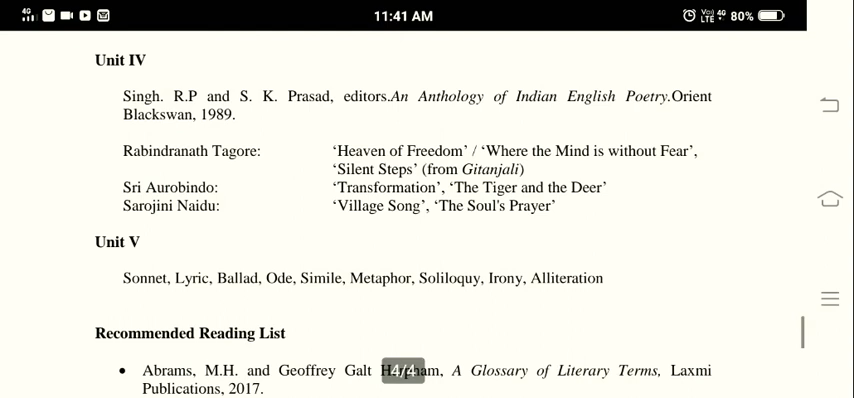 4G 11:41 AM Vo) LTE 4G 80%
Unit IV
Singh. R.P and S. K. Prasad, editors.An Anthology of Indian English Poetry.Orient
Blackswan, 1989.
Rabindranath Tagore: ‘Heaven of Freedom’ / ‘Where the Mind is without Fear’,
‘Silent Steps’ (from Gitanjali)
Sri Aurobindo: ‘Transformation’, ‘The Tiger and the Deer’
Sarojini Naidu: ‘Village Song’, ‘The Soul's Prayer’
Unit V
Sonnet, Lyric, Ballad, Ode, Simile, Metaphor, Soliloquy, Irony, Alliteration
Recommended Reading List
• Abrams, M.H. and Geoffrey Galt 4/4 A Glossary of Literary Terms, Laxmi
Publications, 2017.